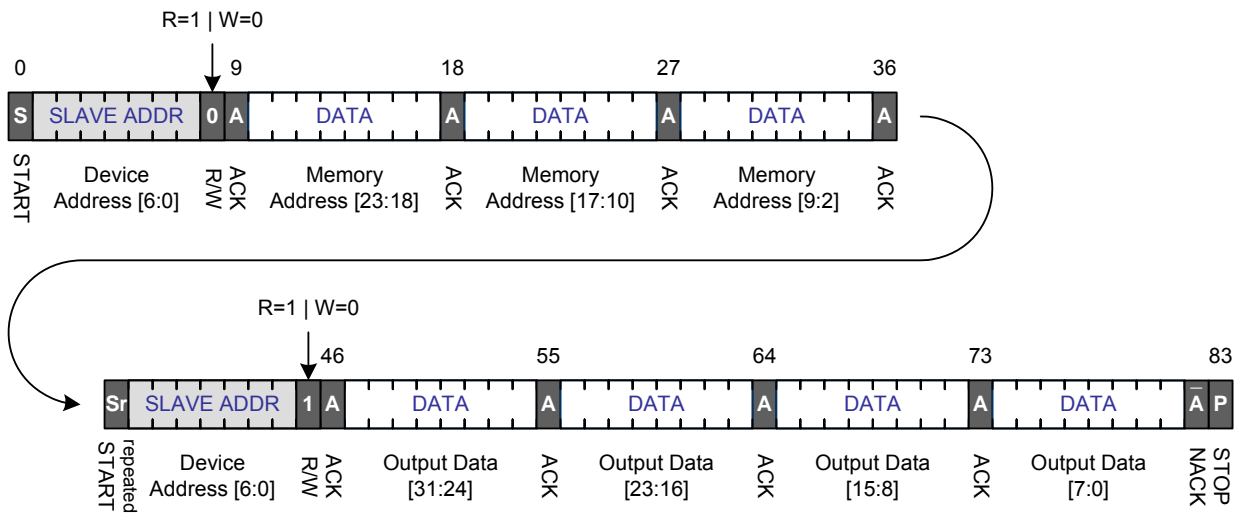 R=1 | W=0
0 9 18 27 36
S SLAVE ADDR 0 A DATA A DATA A DATA A
START Device Address [6:0] R/W ACK Memory Address [23:18] ACK Memory Address [17:10] ACK Memory Address [9:2] ACK
R=1 | W=0
46 55 64 73 83
Sr SLAVE ADDR 1 A DATA A DATA A DATA A DATA A̅ P
repeated START Device Address [6:0] R/W ACK Output Data [31:24] ACK Output Data [23:16] ACK Output Data [15:8] ACK Output Data [7:0] NACK STOP